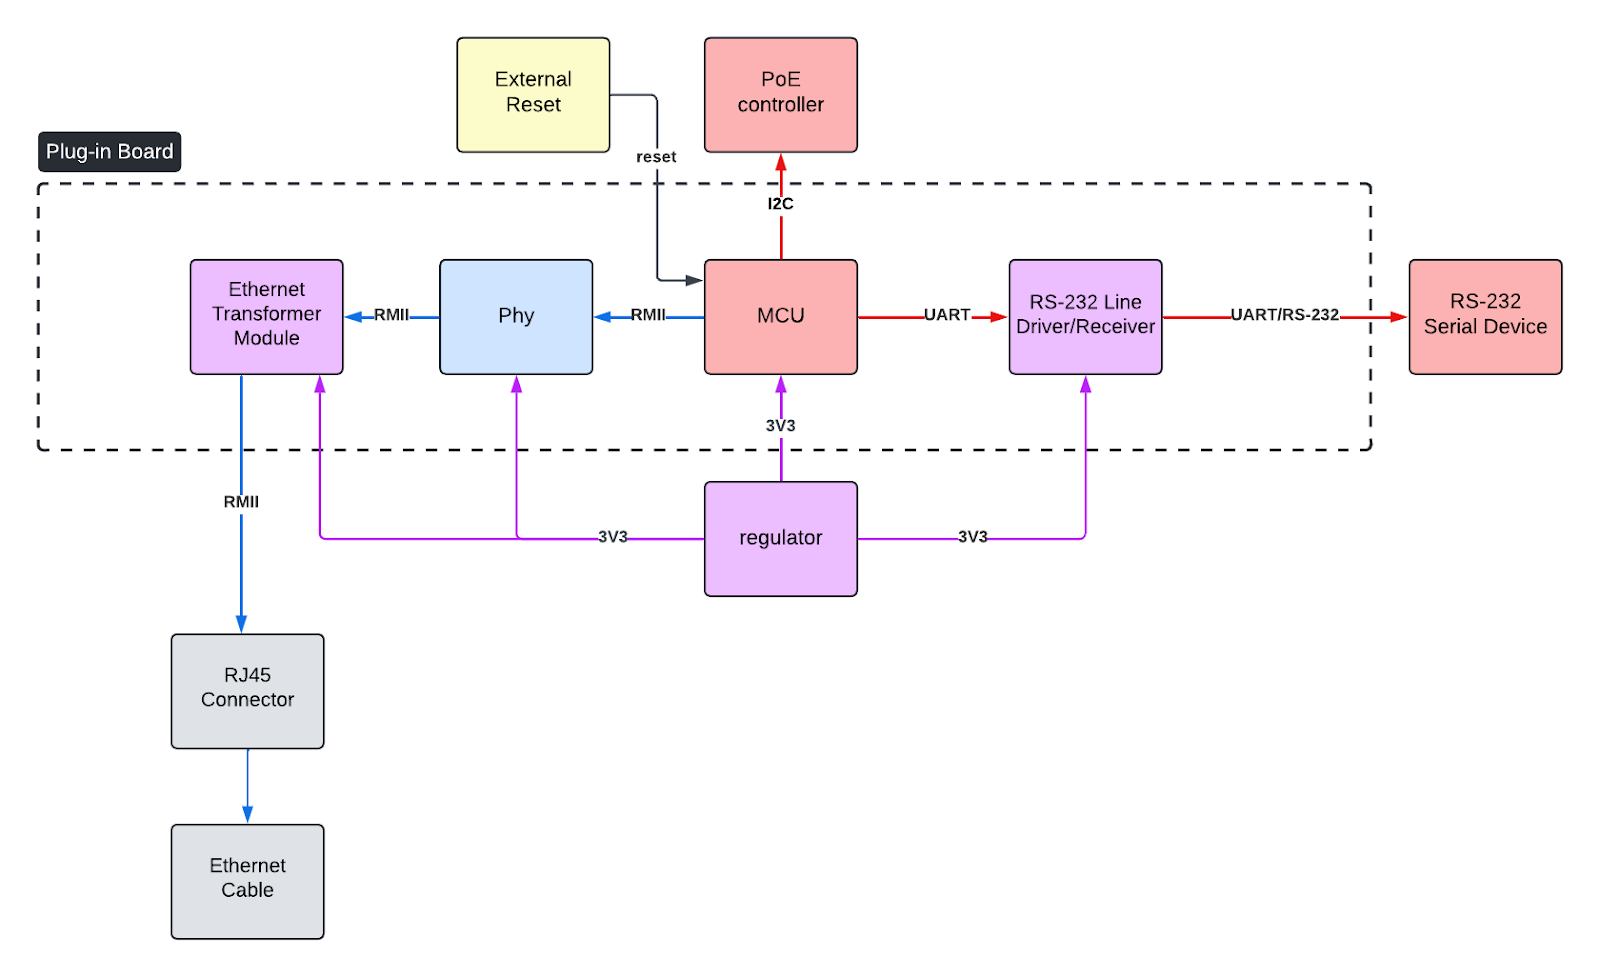 External
Reset
PoE
controller
Plug-in Board
reset
I2C
Ethernet
Transformer
Module
RMII
Phy
RMII
MCU
UART
RS-232 Line
Driver/Receiver
UART/RS-232
RS-232
Serial Device
3V3
RMII
3V3
regulator
3V3
RJ45
Connector
Ethernet
Cable